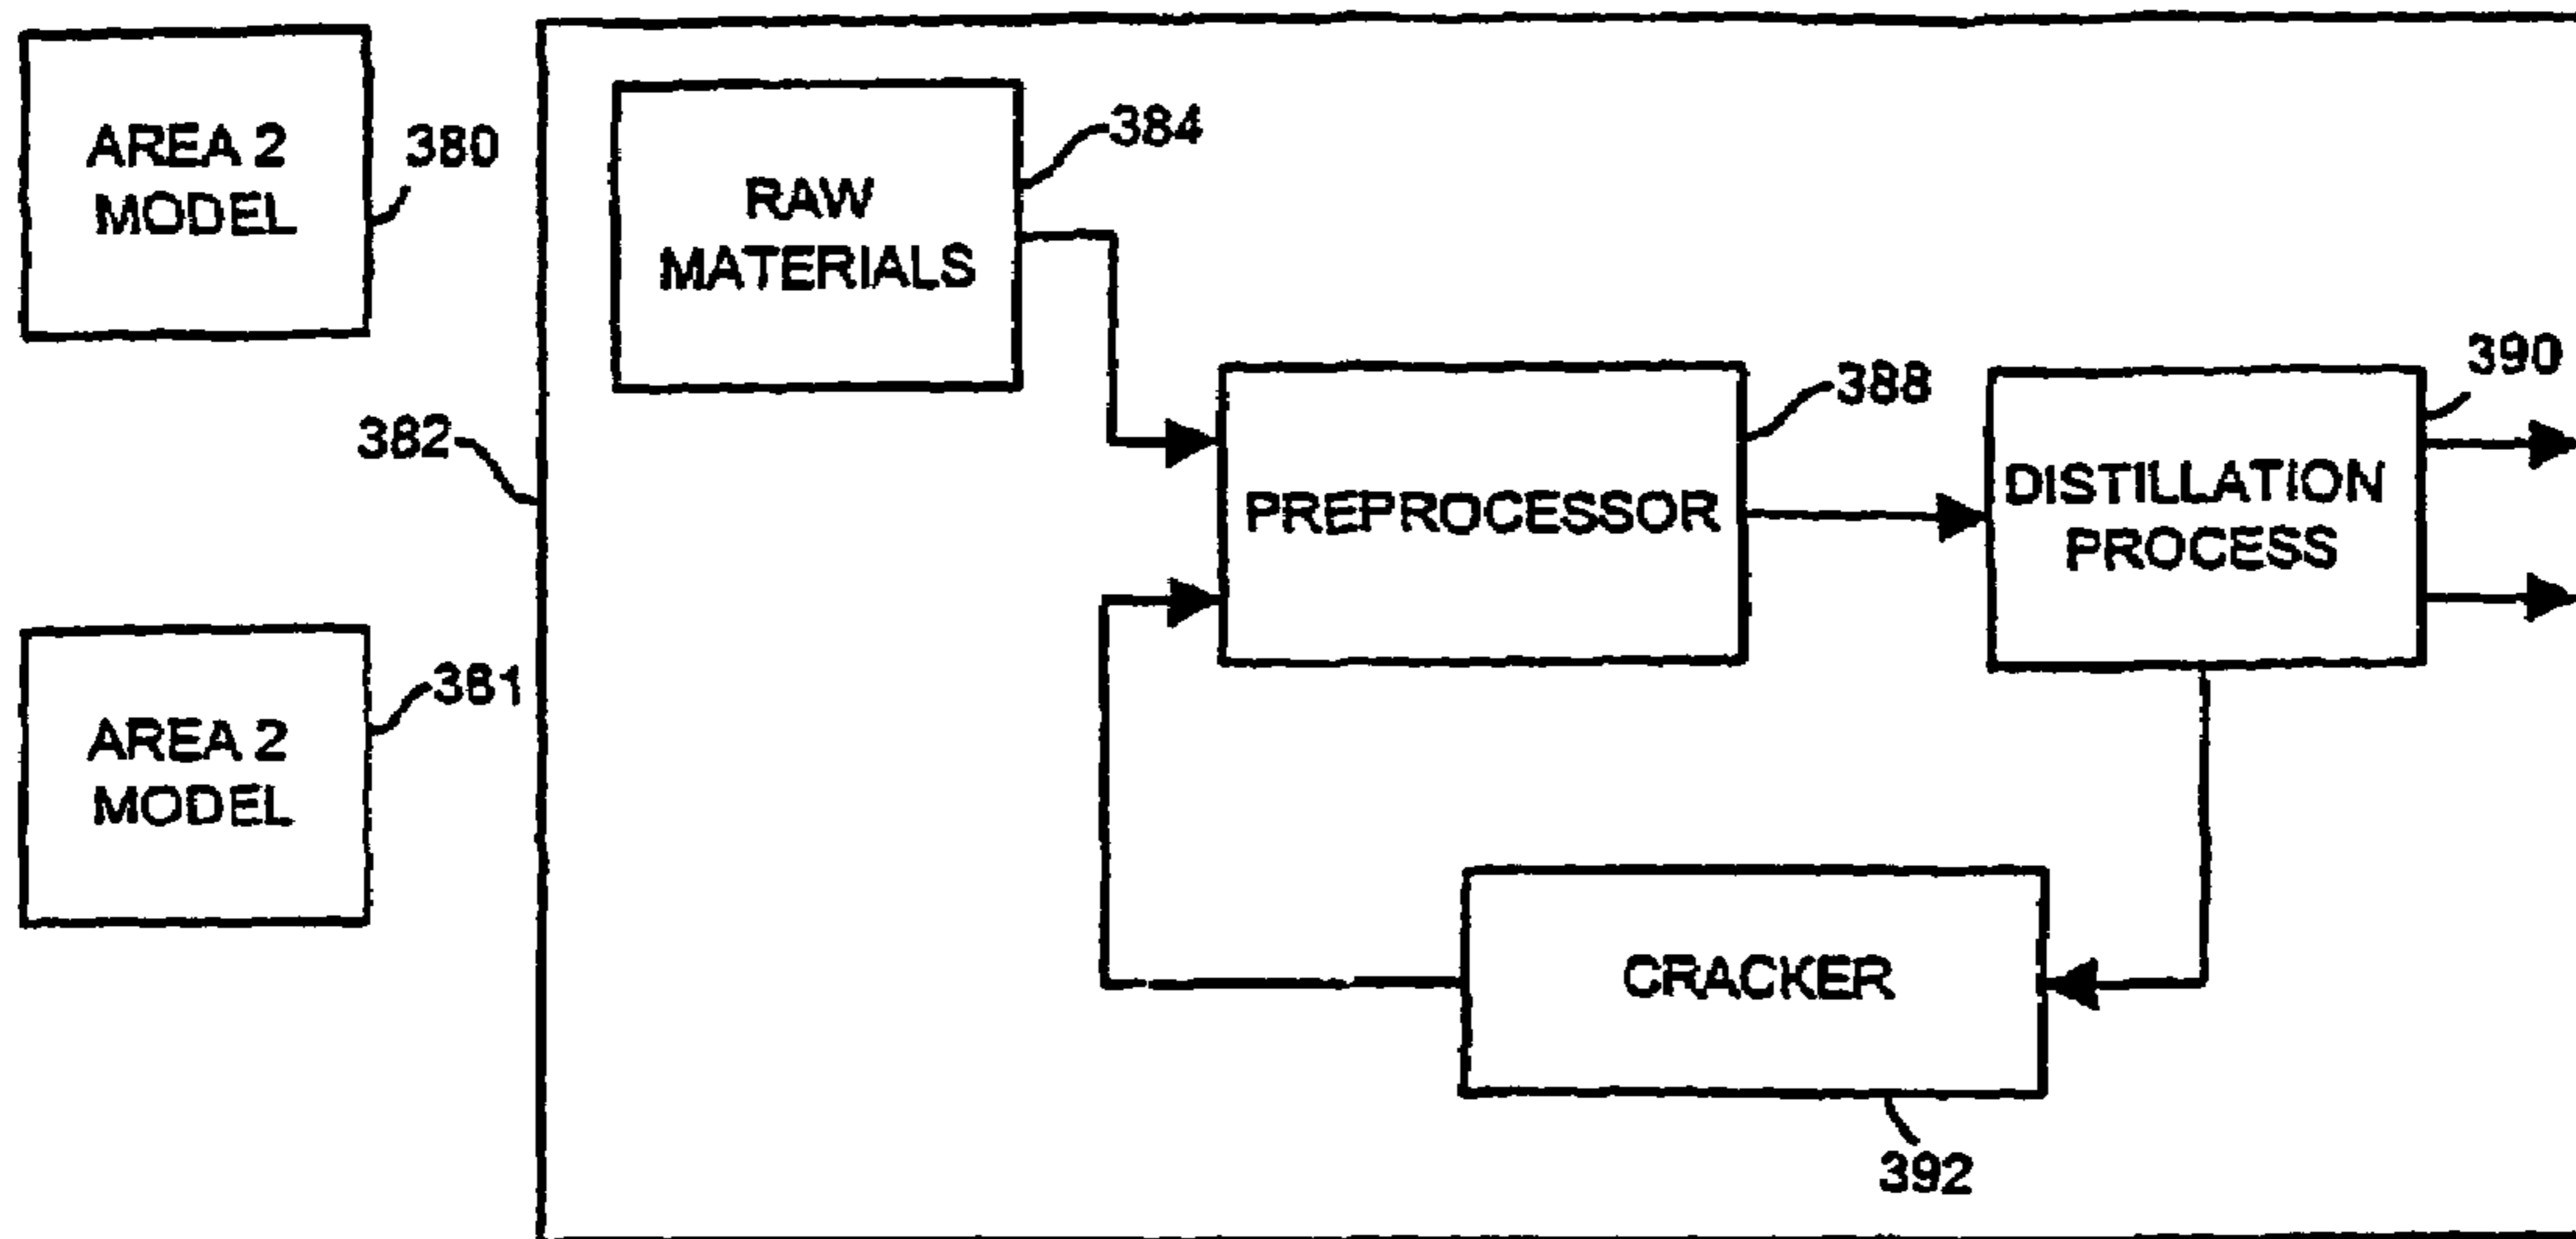 AREA 2
MODEL
380
AREA 2
MODEL
381
382
RAW
MATERIALS
384
PREPROCESSOR
388
DISTILLATION
PROCESS
390
CRACKER
392